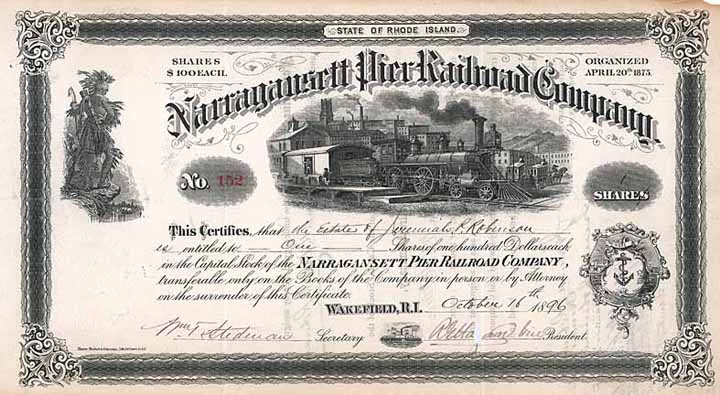 STATE OF RHODE ISLAND.
SHARES
$100 EACH.
ORGANIZED
APRIL 20th 1875.
Narragansett Pier Railroad Company.
No. 152
1
SHARES
This Certifies, that the Estate of Jeremiah P. Robinson
is entitled to One Shares of one hundred Dollars each
in the Capital Stock of the NARRAGANSETT PIER RAILROAD COMPANY,
transferable only on the Books of the Company in person or by Attorney
on the surrender of this Certificate.
WAKEFIELD, R.I. October 16th 1896
Wm T Stedman Secretary President.